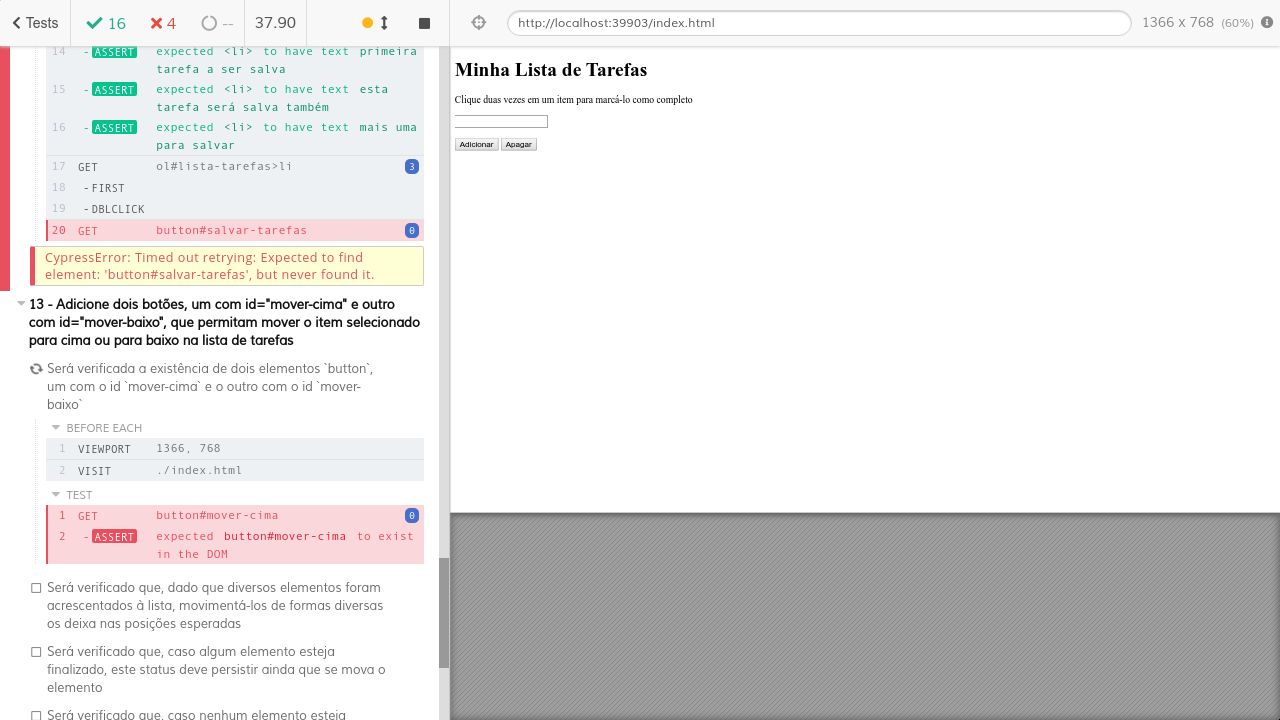 Tests 16 4 -- 37.90 http://localhost:39903/index.html 1366 x 768 (60%)
14 - ASSERT expected <li> to have text primeira
tarefa a ser salva
15 - ASSERT expected <li> to have text esta
tarefa será salva também
16 - ASSERT expected <li> to have text mais uma
para salvar
17 GET ol#lista-tarefas>li 3
18 - FIRST
19 - DBLCLICK
20 GET button#salvar-tarefas 0
CypressError: Timed out retrying: Expected to find
element: 'button#salvar-tarefas', but never found it.
13 - Adicione dois botões, um com id="mover-cima" e outro
com id="mover-baixo", que permitam mover o item selecionado
para cima ou para baixo na lista de tarefas
Será verificada a existência de dois elementos `button`,
um com o id `mover-cima` e o outro com o id `mover-
baixo`
BEFORE EACH
1 VIEWPORT 1366, 768
2 VISIT ./index.html
TEST
1 GET button#mover-cima 0
2 - ASSERT expected button#mover-cima to exist
in the DOM
Será verificado que, dado que diversos elementos foram
acrescentados à lista, movimentá-los de formas diversas
os deixa nas posições esperadas
Será verificado que, caso algum elemento esteja
finalizado, este status deve persistir ainda que se mova o
elemento
Será verificado que, caso nenhum elemento esteja
Minha Lista de Tarefas
Clique duas vezes em um item para marcá-lo como completo
Adicionar Apagar